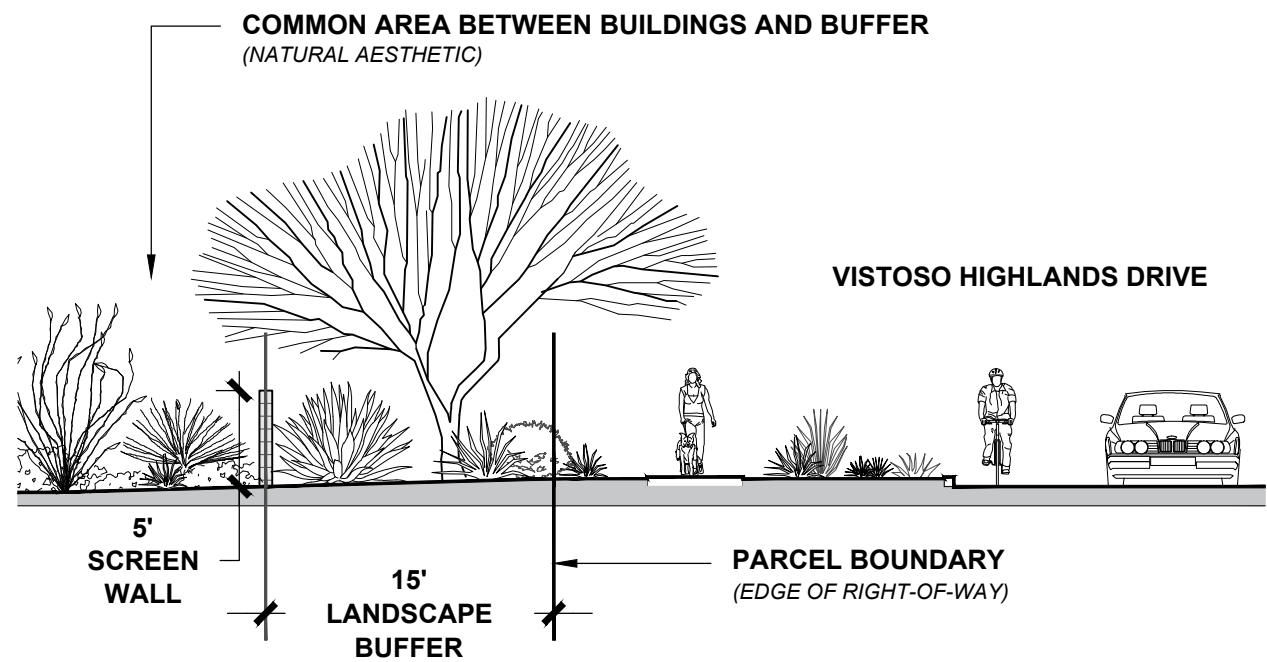 COMMON AREA BETWEEN BUILDINGS AND BUFFER
(NATURAL AESTHETIC)
VISTOSO HIGHLANDS DRIVE
5'
SCREEN
WALL
15'
LANDSCAPE
BUFFER
PARCEL BOUNDARY
(EDGE OF RIGHT-OF-WAY)